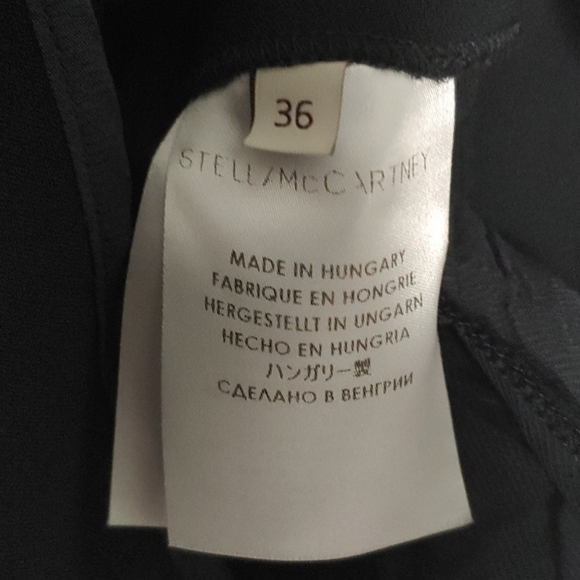 36
STELLA McCARTNEY
MADE IN HUNGARY
FABRIQUE EN HONGRIE
HERGESTELLT IN UNGARN
HECHO EN HUNGRIA
ハンガリー製
СДЕЛАНО В ВЕНГРИИ